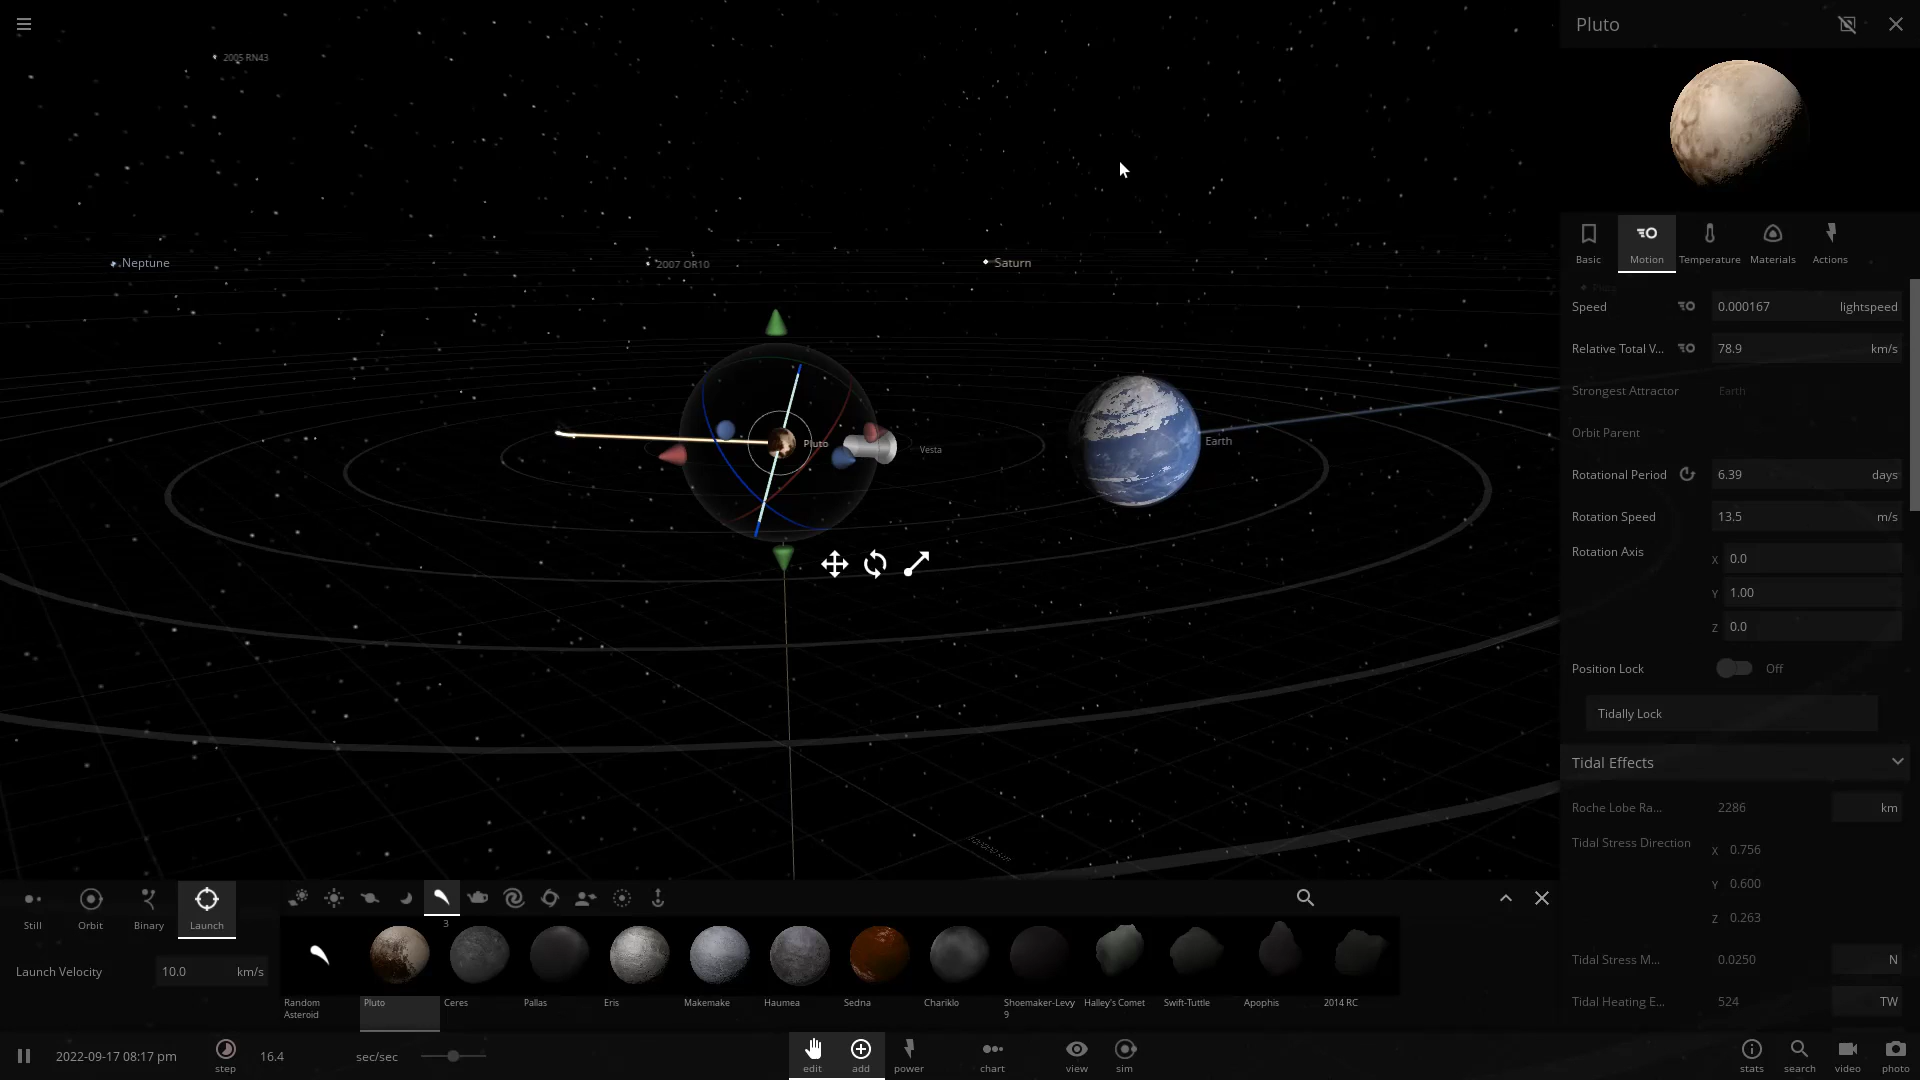 Pluto
2005 RN43
Neptune
2007 OR10
Saturn
Pluto
Vesta
Earth
Basic
Motion
Temperature
Materials
Actions
Speed 0.000167 lightspeed
Relative Total V... 78.9 km/s
Strongest Attractor Earth
Orbit Parent
Rotational Period 6.39 days
Rotation Speed 13.5 m/s
Rotation Axis
X 0.0
Y 1.00
Z 0.0
Position Lock Off
Tidally Lock
Tidal Effects
Roche Lobe Ra... 2286 km
Tidal Stress Direction
X 0.756
Y 0.600
Z 0.263
Tidal Stress M... 0.0250 N
Tidal Heating E... 524 TW
Still
Orbit
Binary
Launch
3
Launch Velocity 10.0 km/s
Random
Asteroid
Pluto
Ceres
Pallas
Eris
Makemake
Haumea
Sedna
Chariklo
Shoemaker-Levy
9
Halley's Comet
Swift-Tuttle
Apophis
2014 RC
2022-09-17 08:17 pm
step
16.4 sec/sec
edit
add
power
chart
view
sim
stats
search
video
photo